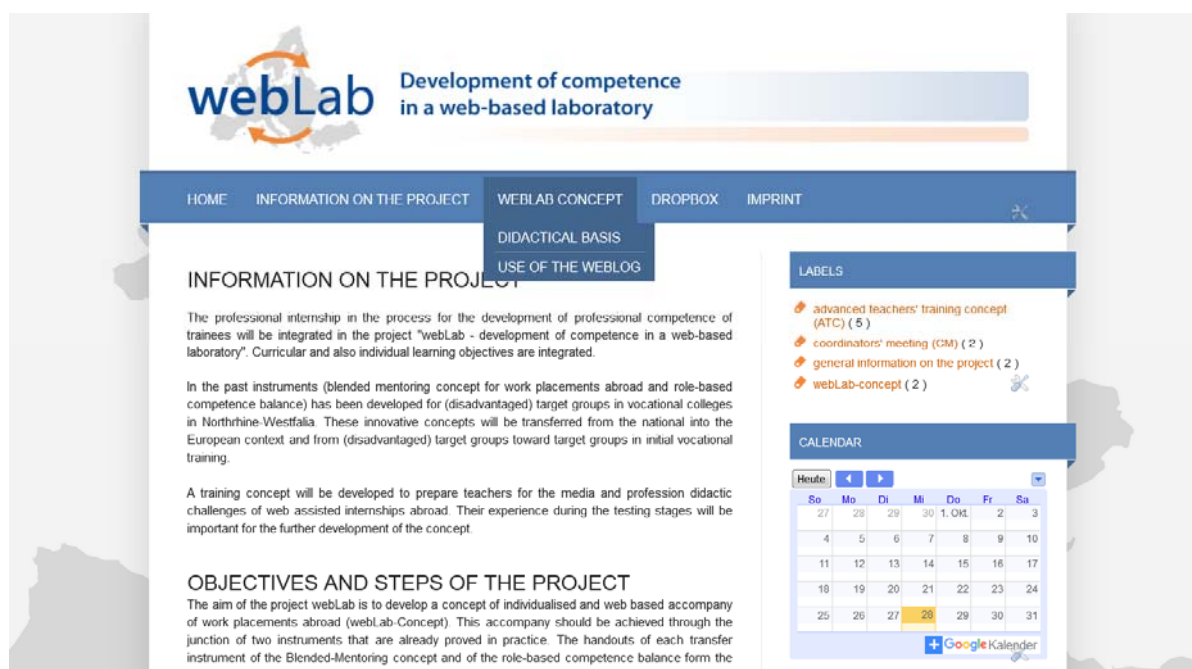 webLab
Development of competence
in a web-based laboratory
HOME INFORMATION ON THE PROJECT WEBLAB CONCEPT DROPBOX IMPRINT
DIDACTICAL BASIS
USE OF THE WEBLOG
INFORMATION ON THE PROJECT
The professional internship in the process for the development of professional competence of
trainees will be integrated in the project "webLab - development of competence in a web-based
laboratory". Curricular and also individual learning objectives are integrated.
In the past instruments (blended mentoring concept for work placements abroad and role-based
competence balance) has been developed for (disadvantaged) target groups in vocational colleges
in Northrhine-Westfalia. These innovative concepts will be transferred from the national into the
European context and from (disadvantaged) target groups toward target groups in initial vocational
training.
A training concept will be developed to prepare teachers for the media and profession didactic
challenges of web assisted internships abroad. Their experience during the testing stages will be
important for the further development of the concept.
OBJECTIVES AND STEPS OF THE PROJECT
The aim of the project webLab is to develop a concept of individualised and web based accompany
of work placements abroad (webLab-Concept). This accompany should be achieved through the
junction of two instruments that are already proved in practice. The handouts of each transfer
instrument of the Blended-Mentoring concept and of the role-based competence balance form the
LABELS
advanced teachers' training concept
(ATC) ( 5 )
coordinators' meeting (CM) ( 2 )
general information on the project ( 2 )
webLab-concept ( 2 )
CALENDAR
Heute
So Mo Di Mi Do Fr Sa
27 28 29 30 1. Okt. 2 3
4 5 6 7 8 9 10
11 12 13 14 15 16 17
18 19 20 21 22 23 24
25 26 27 28 29 30 31
Google Kalender